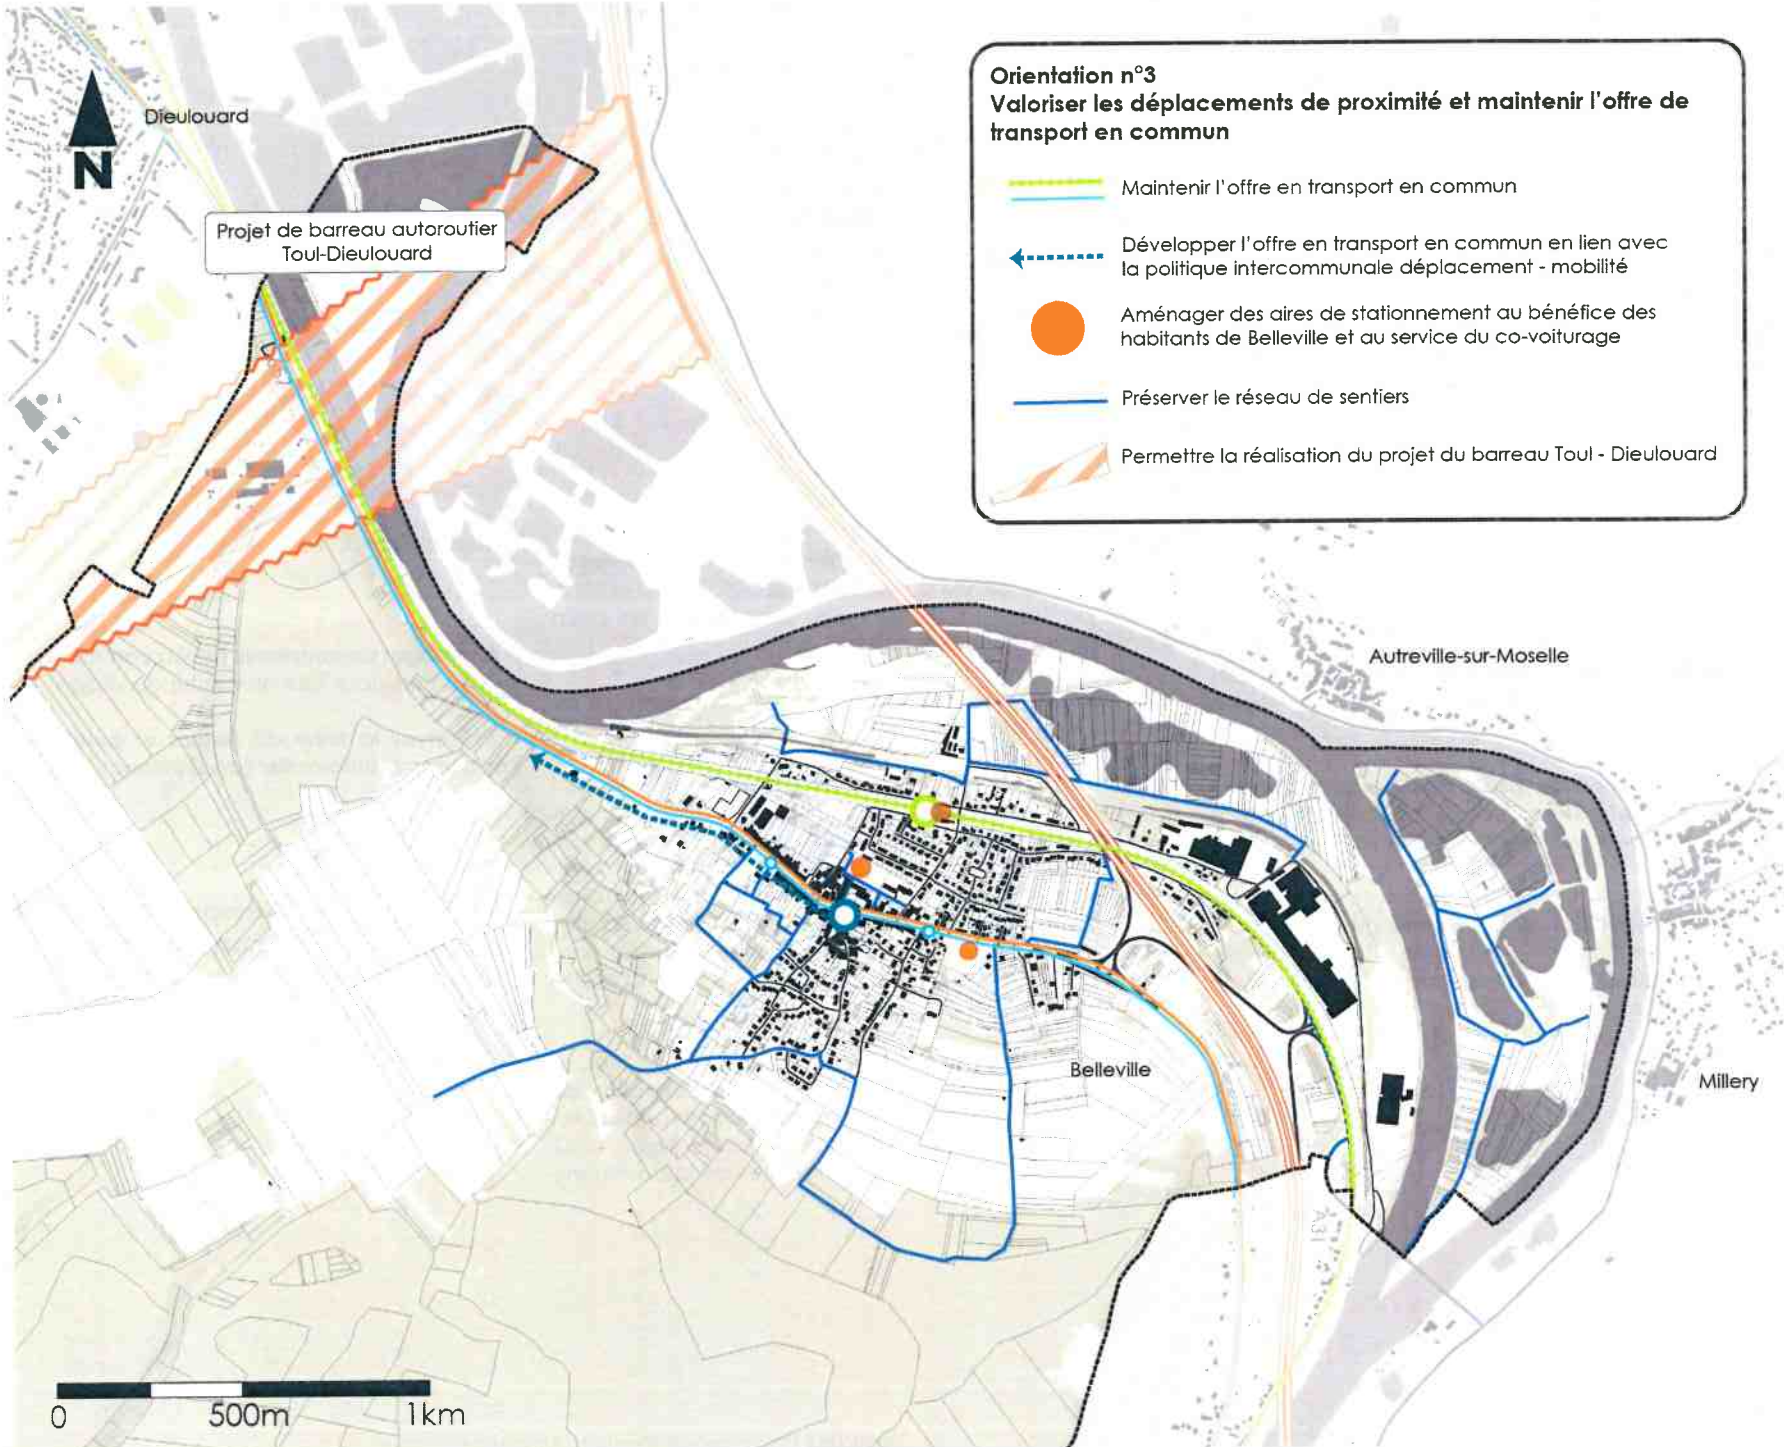 Orientation n°3
Valoriser les déplacements de proximité et maintenir l'offre de
transport en commun
Maintenir l'offre en transport en commun
Développer l'offre en transport en commun en lien avec
la politique intercommunale déplacement - mobilité
Aménager des aires de stationnement au bénéfice des
habitants de Belleville et au service du co-voiturage
Préserver le réseau de sentiers
Permettre la réalisation du projet du barreau Toul - Dieulouard
Dieulouard
N
Projet de barreau autoroutier
Toul-Dieulouard
Autreville-sur-Moselle
Belleville
Millery
A31
0 500m 1km